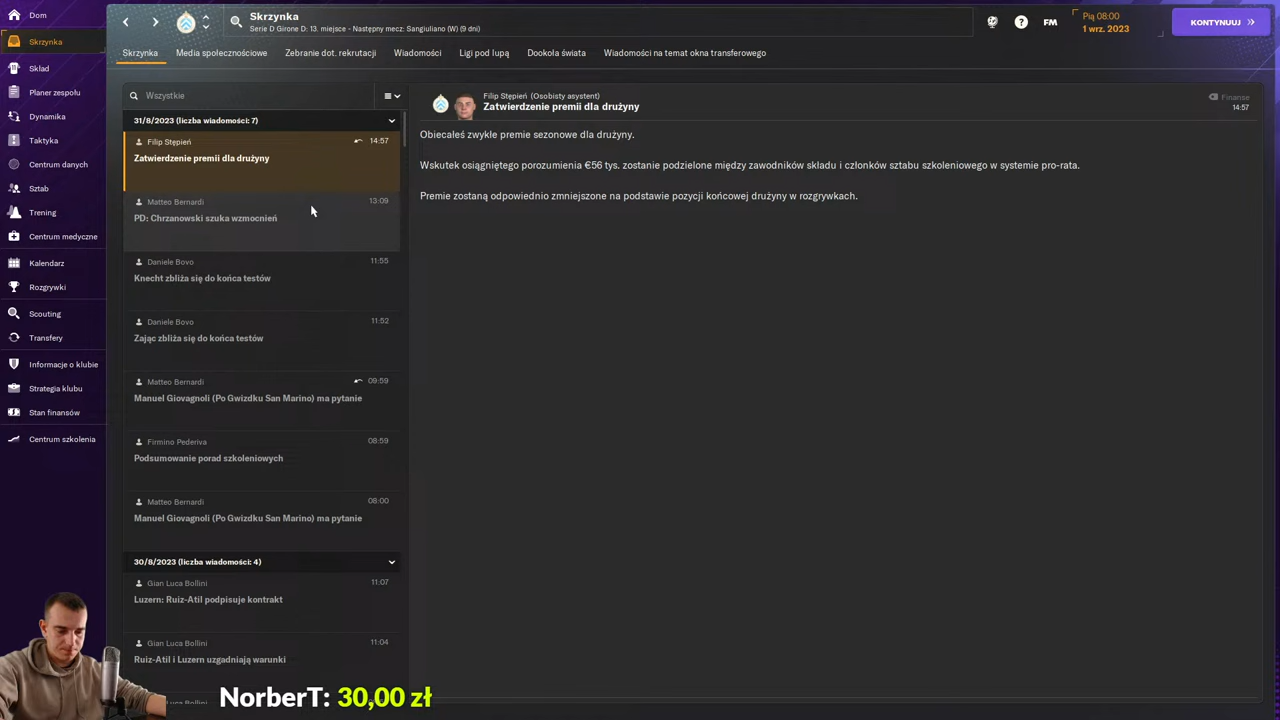 Dom
Skrzynka
Skład
Planer zespołu
Dynamika
Taktyka
Centrum danych
Sztab
Trening
Centrum medyczne
Kalendarz
Rozgrywki
Scouting
Transfery
Informacje o klubie
Strategia klubu
Stan finansów
Centrum szkolenia
Skrzynka
Serie D Girone D: 13. miejsce - Następny mecz: Sangiuliano (W) (9 dni)
FM
Pią 08:00
1 wrz. 2023
KONTYNUUJ
Skrzynka
Media społecznościowe
Zebranie dot. rekrutacji
Wiadomości
Ligi pod lupą
Dookoła świata
Wiadomości na temat okna transferowego
Wszystkie
31/8/2023 (liczba wiadomości: 7)
Filip Stępień 14:57
Zatwierdzenie premii dla drużyny
Matteo Bernardi 13:09
PD: Chrzanowski szuka wzmocnień
Daniele Bovo 11:55
Knecht zbliża się do końca testów
Daniele Bovo 11:52
Zając zbliża się do końca testów
Matteo Bernardi 09:59
Manuel Giovagnoli (Po Gwizdku San Marino) ma pytanie
Firmino Pederiva 08:59
Podsumowanie porad szkoleniowych
Matteo Bernardi 08:00
Manuel Giovagnoli (Po Gwizdku San Marino) ma pytanie
30/8/2023 (liczba wiadomości: 4)
Gian Luca Bollini 11:07
Luzern: Ruiz-Atil podpisuje kontrakt
Gian Luca Bollini 11:04
Ruiz-Atil i Luzern uzgadniają warunki
Filip Stępień (Osobisty asystent)
Zatwierdzenie premii dla drużyny
Finanse
14:57
Obiecałeś zwykłe premie sezonowe dla drużyny.
Wskutek osiągniętego porozumienia €56 tys. zostanie podzielone między zawodników składu i członków sztabu szkoleniowego w systemie pro-rata.
Premie zostaną odpowiednio zmniejszone na podstawie pozycji końcowej drużyny w rozgrywkach.
NorberT: 30,00 zł